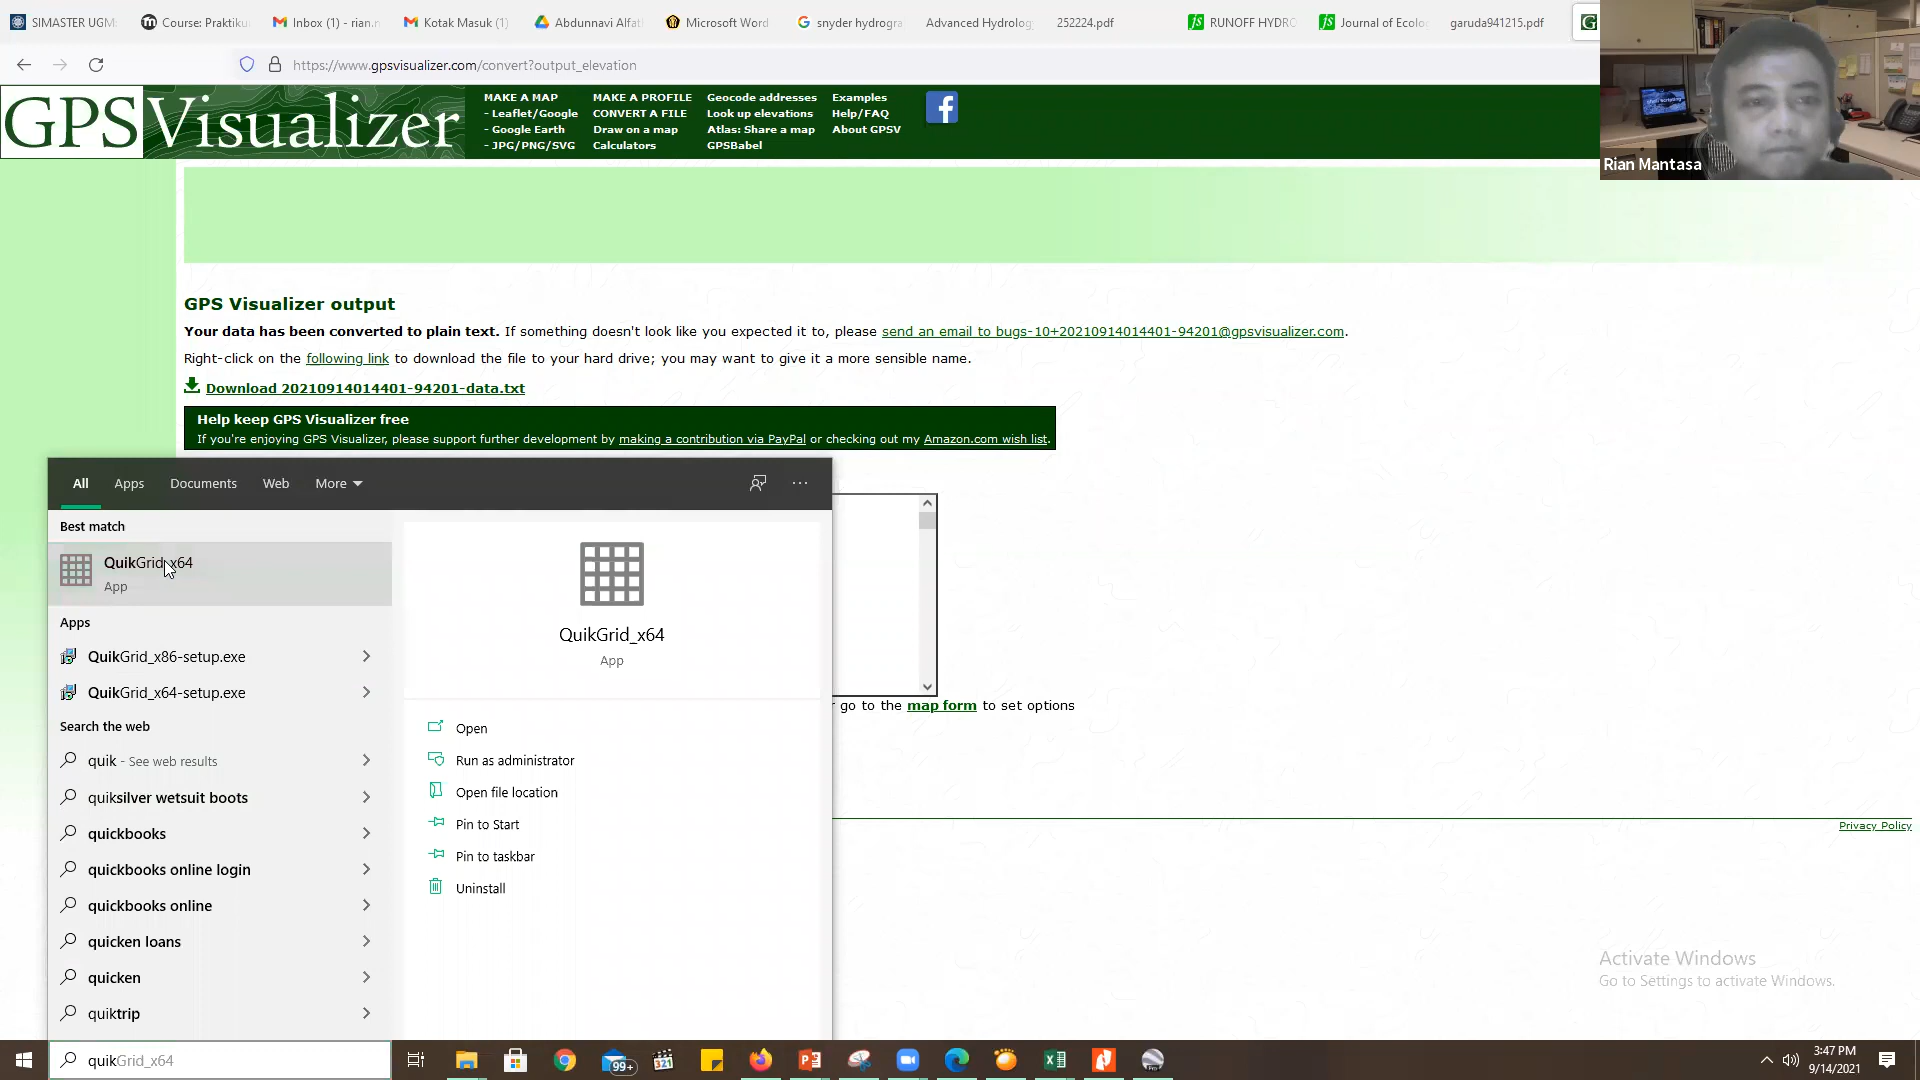 SIMASTER UGM
Course: Praktiku
Inbox (1) - rian.n
Kotak Masuk (1)
Abdunnavi Alfat
Microsoft Word
snyder hydrogra
Advanced Hydrolog
252224.pdf
RUNOFF HYDRO
Journal of Ecolo
garuda941215.pdf
https://www.gpsvisualizer.com/convert?output_elevation
GPS Visualizer
MAKE A MAP
- Leaflet/Google
- Google Earth
- JPG/PNG/SVG
MAKE A PROFILE
CONVERT A FILE
Draw on a map
Calculators
Geocode addresses
Look up elevations
Atlas: Share a map
GPSBabel
Examples
Help/FAQ
About GPSV
Rian Mantasa
GPS Visualizer output
Your data has been converted to plain text. If something doesn't look like you expected it to, please send an email to bugs-10+20210914014401-94201@gpsvisualizer.com.
Right-click on the following link to download the file to your hard drive; you may want to give it a more sensible name.
Download 20210914014401-94201-data.txt
Help keep GPS Visualizer free
If you're enjoying GPS Visualizer, please support further development by making a contribution via PayPal or checking out my Amazon.com wish list.
All
Apps
Documents
Web
More
Best match
QuikGrid_x64
App
Apps
QuikGrid_x86-setup.exe
QuikGrid_x64-setup.exe
Search the web
quik - See web results
quiksilver wetsuit boots
quickbooks
quickbooks online login
quickbooks online
quicken loans
quicken
quiktrip
QuikGrid_x64
App
Open
Run as administrator
Open file location
Pin to Start
Pin to taskbar
Uninstall
go to the map form to set options
Privacy Policy
Activate Windows
Go to Settings to activate Windows.
quikGrid_x64
99+
321
3:47 PM
9/14/2021